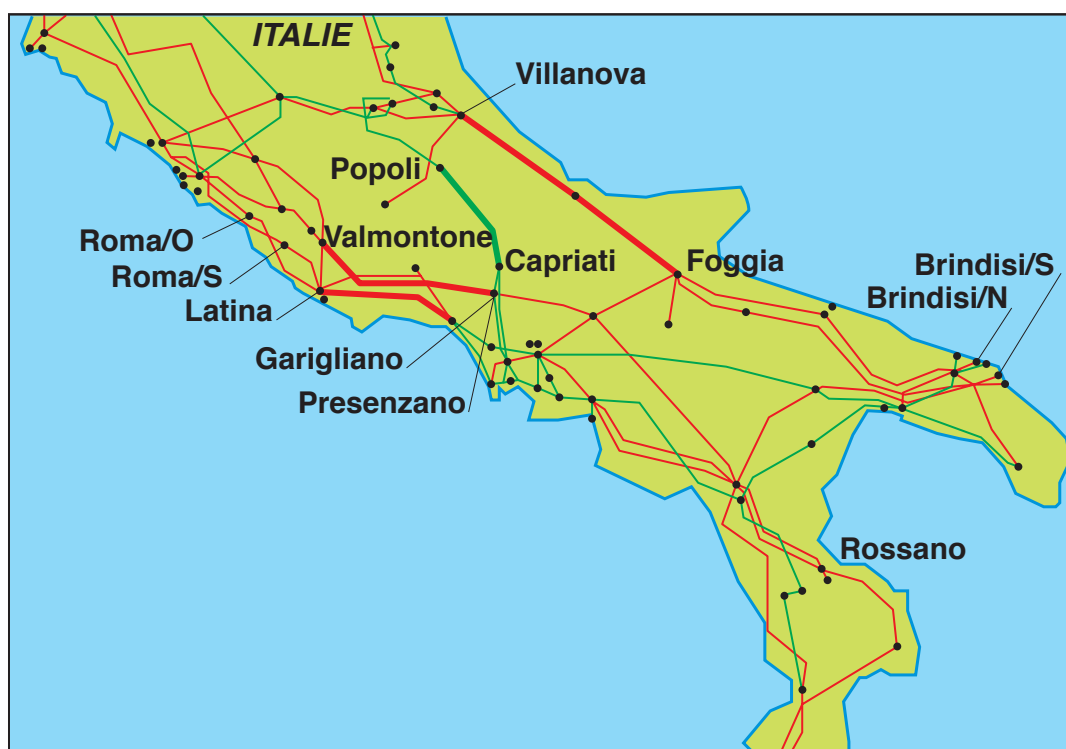 ITALIE
Villanova
Popoli
Roma/O
Valmontone
Roma/S
Capriati
Foggia
Brindisi/S
Brindisi/N
Latina
Garigliano
Presenzano
Rossano